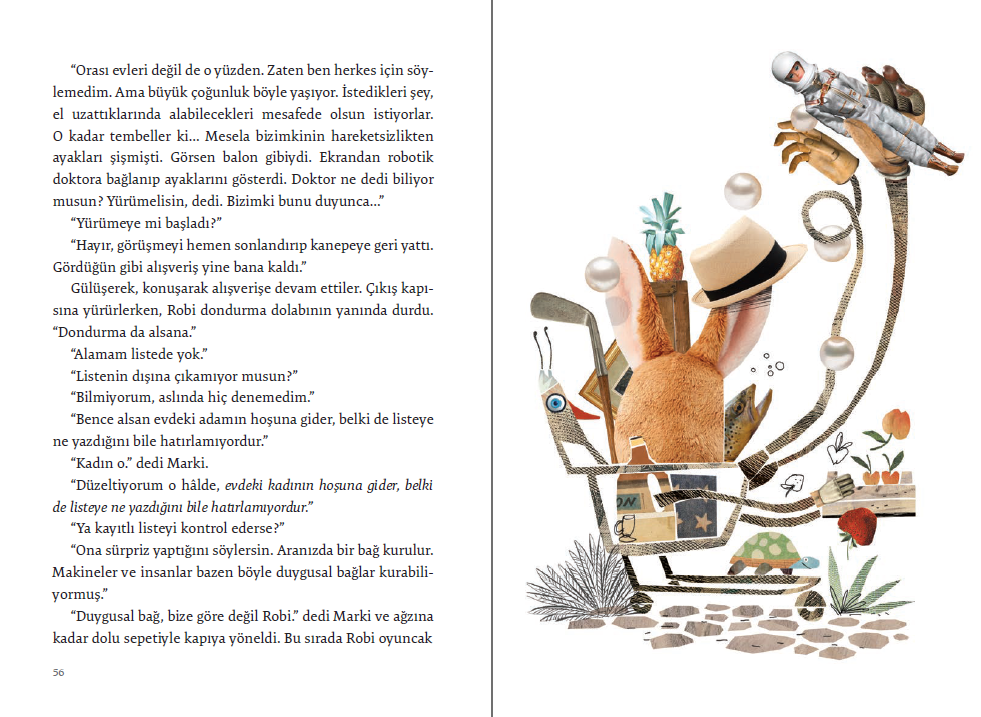 “Orası evleri değil de o yüzden. Zaten ben herkes için söy-
lemedim. Ama büyük çoğunluk böyle yaşıyor. İstedikleri şey,
el uzattıklarında alabilecekleri mesafede olsun istiyorlar.
O kadar tembeller ki... Mesela bizimkinin hareketsizlikten
ayakları şişmişti. Görsen balon gibiydi. Ekrandan robotik
doktora bağlanıp ayaklarını gösterdi. Doktor ne dedi biliyor
musun? Yürümelisin, dedi. Bizimki bunu duyunca...”
“Yürümeye mi başladı?”
“Hayır, görüşmeyi hemen sonlandırıp kanepeye geri yattı.
Gördüğün gibi alışveriş yine bana kaldı.”
Gülüşerek, konuşarak alışverişe devam ettiler. Çıkış kapı-
sına yürürlerken, Robi dondurma dolabının yanında durdu.
“Dondurma da alsana.”
“Alamam listede yok.”
“Listenin dışına çıkamıyor musun?”
“Bilmiyorum, aslında hiç denemedim.”
“Bence alsan evdeki adamın hoşuna gider, belki de listeye
ne yazdığını bile hatırlamıyordur.”
“Kadın o.” dedi Marki.
“Düzeltiyorum o hâlde, evdeki kadının hoşuna gider, belki
de listeye ne yazdığını bile hatırlamıyordur.”
“Ya kayıtlı listeyi kontrol ederse?”
“Ona sürpriz yaptığını söylersin. Aranızda bir bağ kurulur.
Makineler ve insanlar bazen böyle duygusal bağlar kurabili-
yormuş.”
“Duygusal bağ, bize göre değil Robi.” dedi Marki ve ağzına
kadar dolu sepetiyle kapıya yöneldi. Bu sırada Robi oyuncak
56
ON